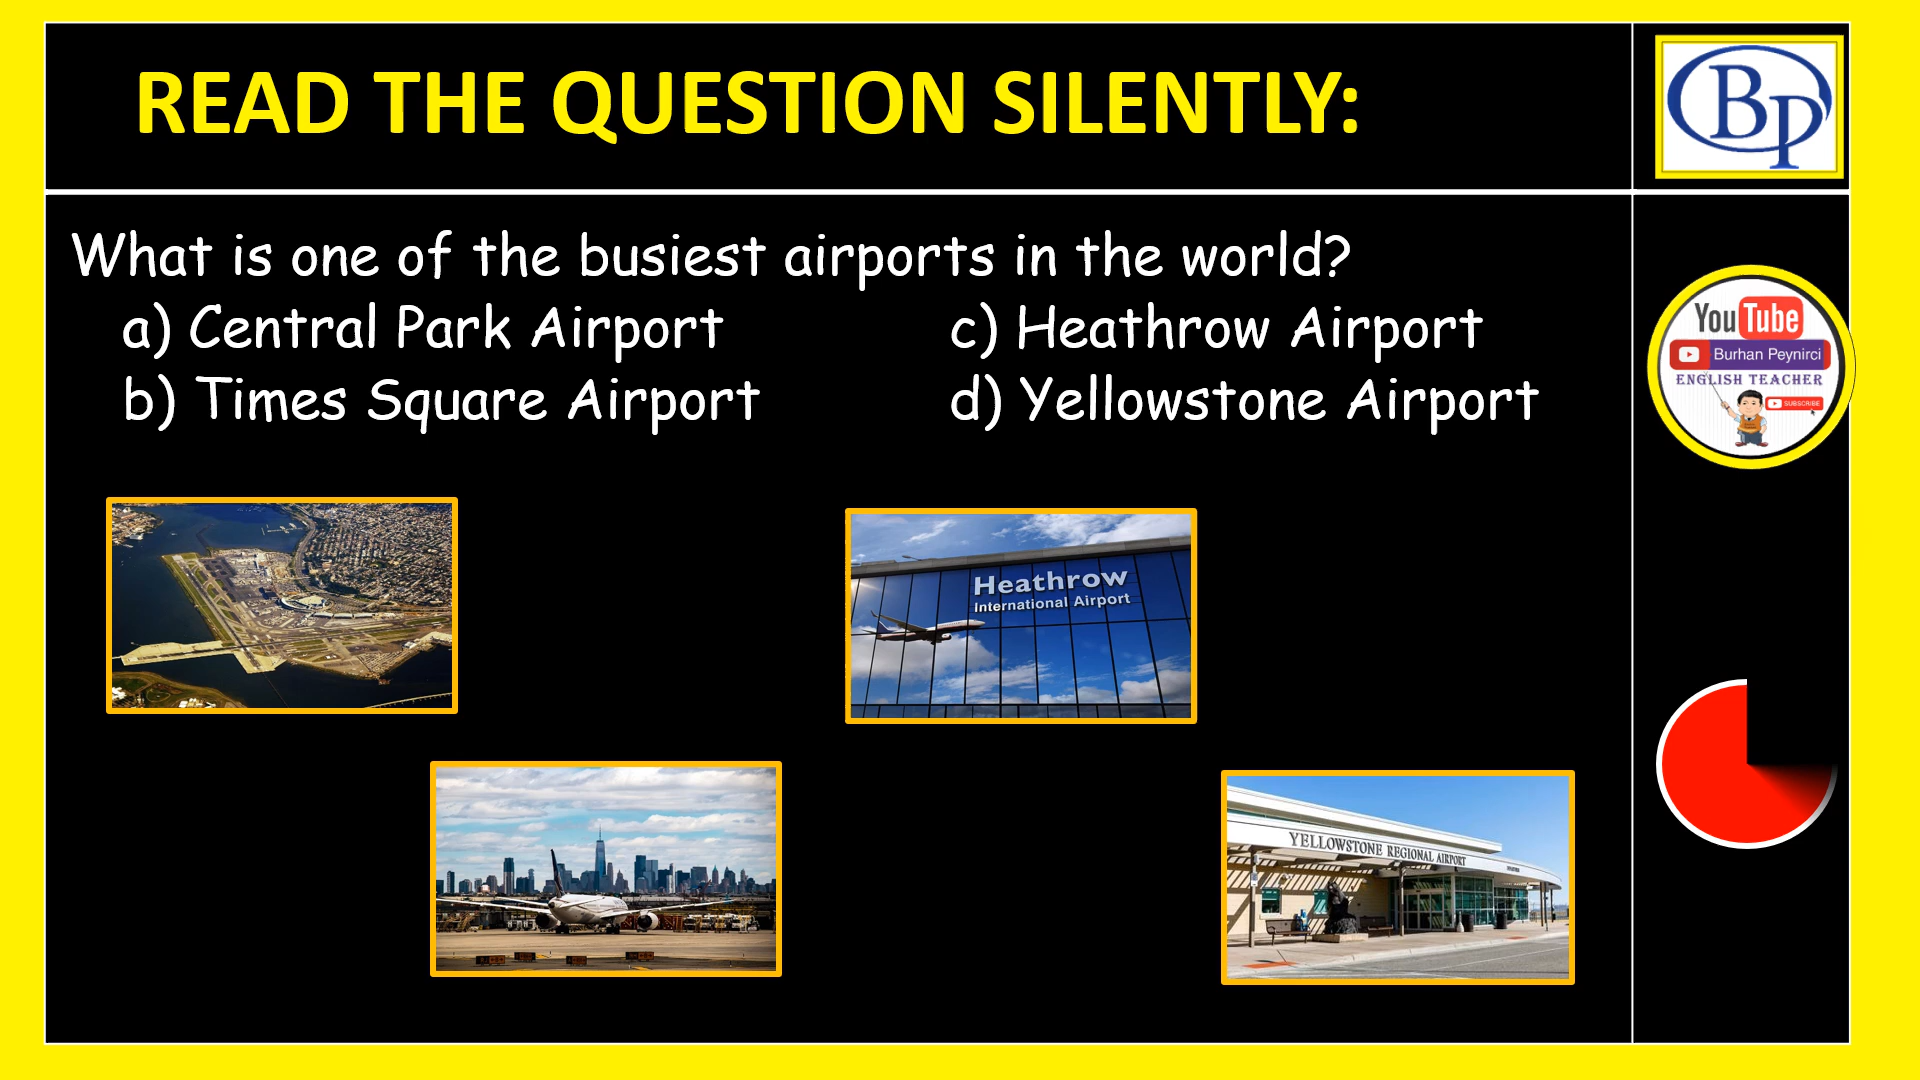 READ THE QUESTION SILENTLY:
BP
What is one of the busiest airports in the world?
a) Central Park Airport
c) Heathrow Airport
b) Times Square Airport
d) Yellowstone Airport
YouTube
Burhan Peynirci
ENGLISH TEACHER
SUBSCRIBE
Heathrow
International Airport
YELLOWSTONE REGIONAL AIRPORT